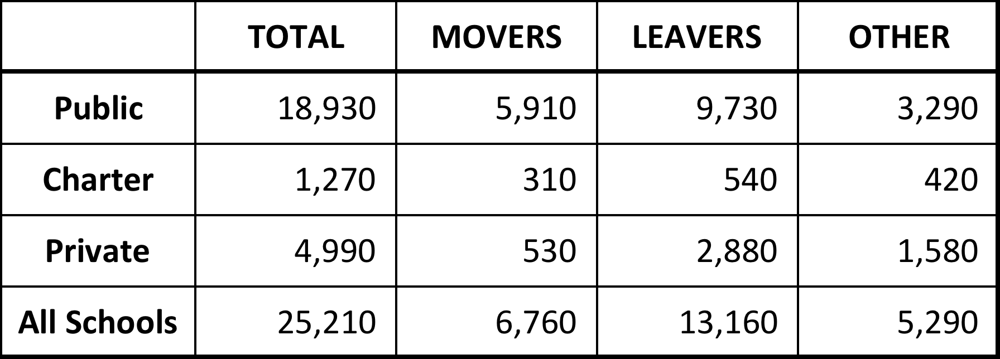 TOTAL MOVERS LEAVERS OTHER
Public 18,930 5,910 9,730 3,290
Charter 1,270 310 540 420
Private 4,990 530 2,880 1,580
All Schools 25,210 6,760 13,160 5,290